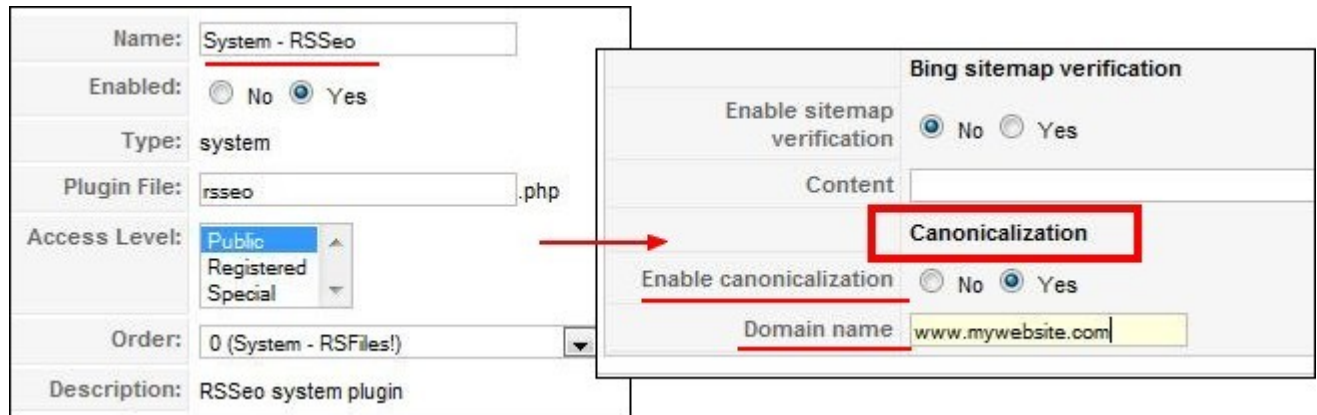 Name: System - RSSeo
Enabled: No Yes
Type: system
Plugin File: rsseo .php
Access Level: Public
Registered
Special
Order: 0 (System - RSFiles!)
Description: RSSeo system plugin
Bing sitemap verification
Enable sitemap
verification No Yes
Content
Canonicalization
Enable canonicalization No Yes
Domain name www.mywebsite.com